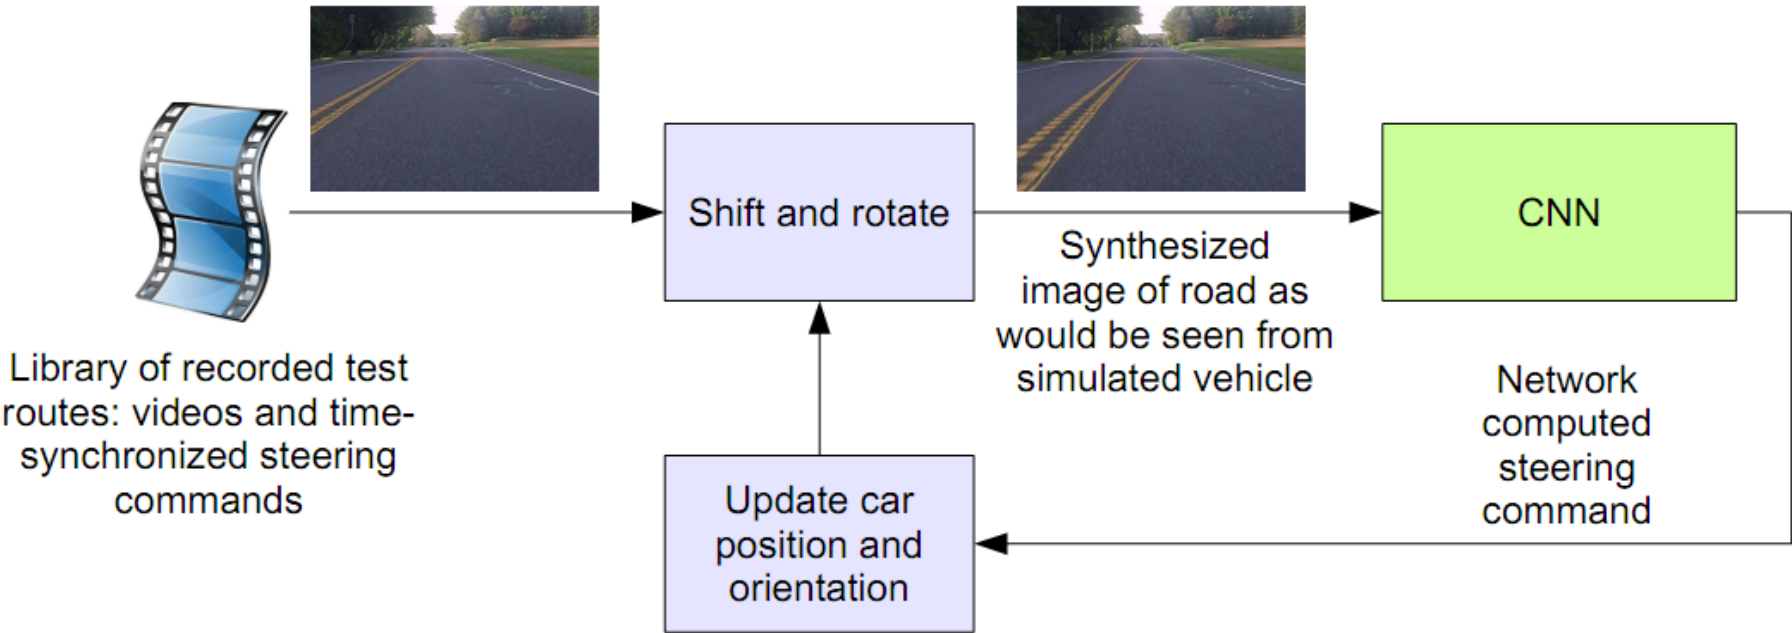 Shift and rotate
CNN
Synthesized
image of road as
would be seen from
simulated vehicle
Library of recorded test
routes: videos and time-
synchronized steering
commands
Network
computed
steering
command
Update car
position and
orientation